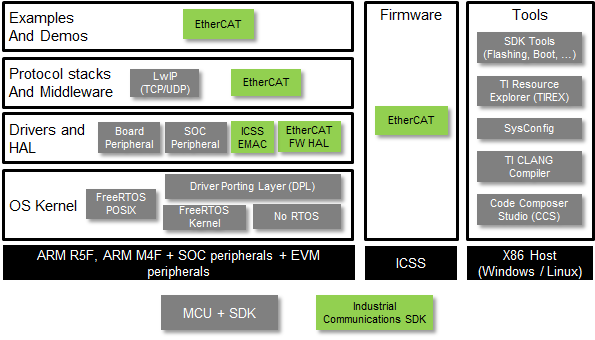 Examples
And Demos
EtherCAT
Protocol stacks
And Middleware
LwIP
(TCP/UDP)
EtherCAT
Drivers and
HAL
Board
Peripheral
SOC
Peripheral
ICSS
EMAC
EtherCAT
FW HAL
OS Kernel
FreeRTOS
POSIX
Driver Porting Layer (DPL)
FreeRTOS
Kernel
No RTOS
ARM R5F, ARM M4F + SOC peripherals + EVM
peripherals
Firmware
EtherCAT
ICSS
Tools
SDK Tools
(Flashing, Boot, ...)
TI Resource
Explorer (TIREX)
SysConfig
TI CLANG
Compiler
Code Composer
Studio (CCS)
X86 Host
(Windows / Linux)
MCU + SDK
Industrial
Communications SDK